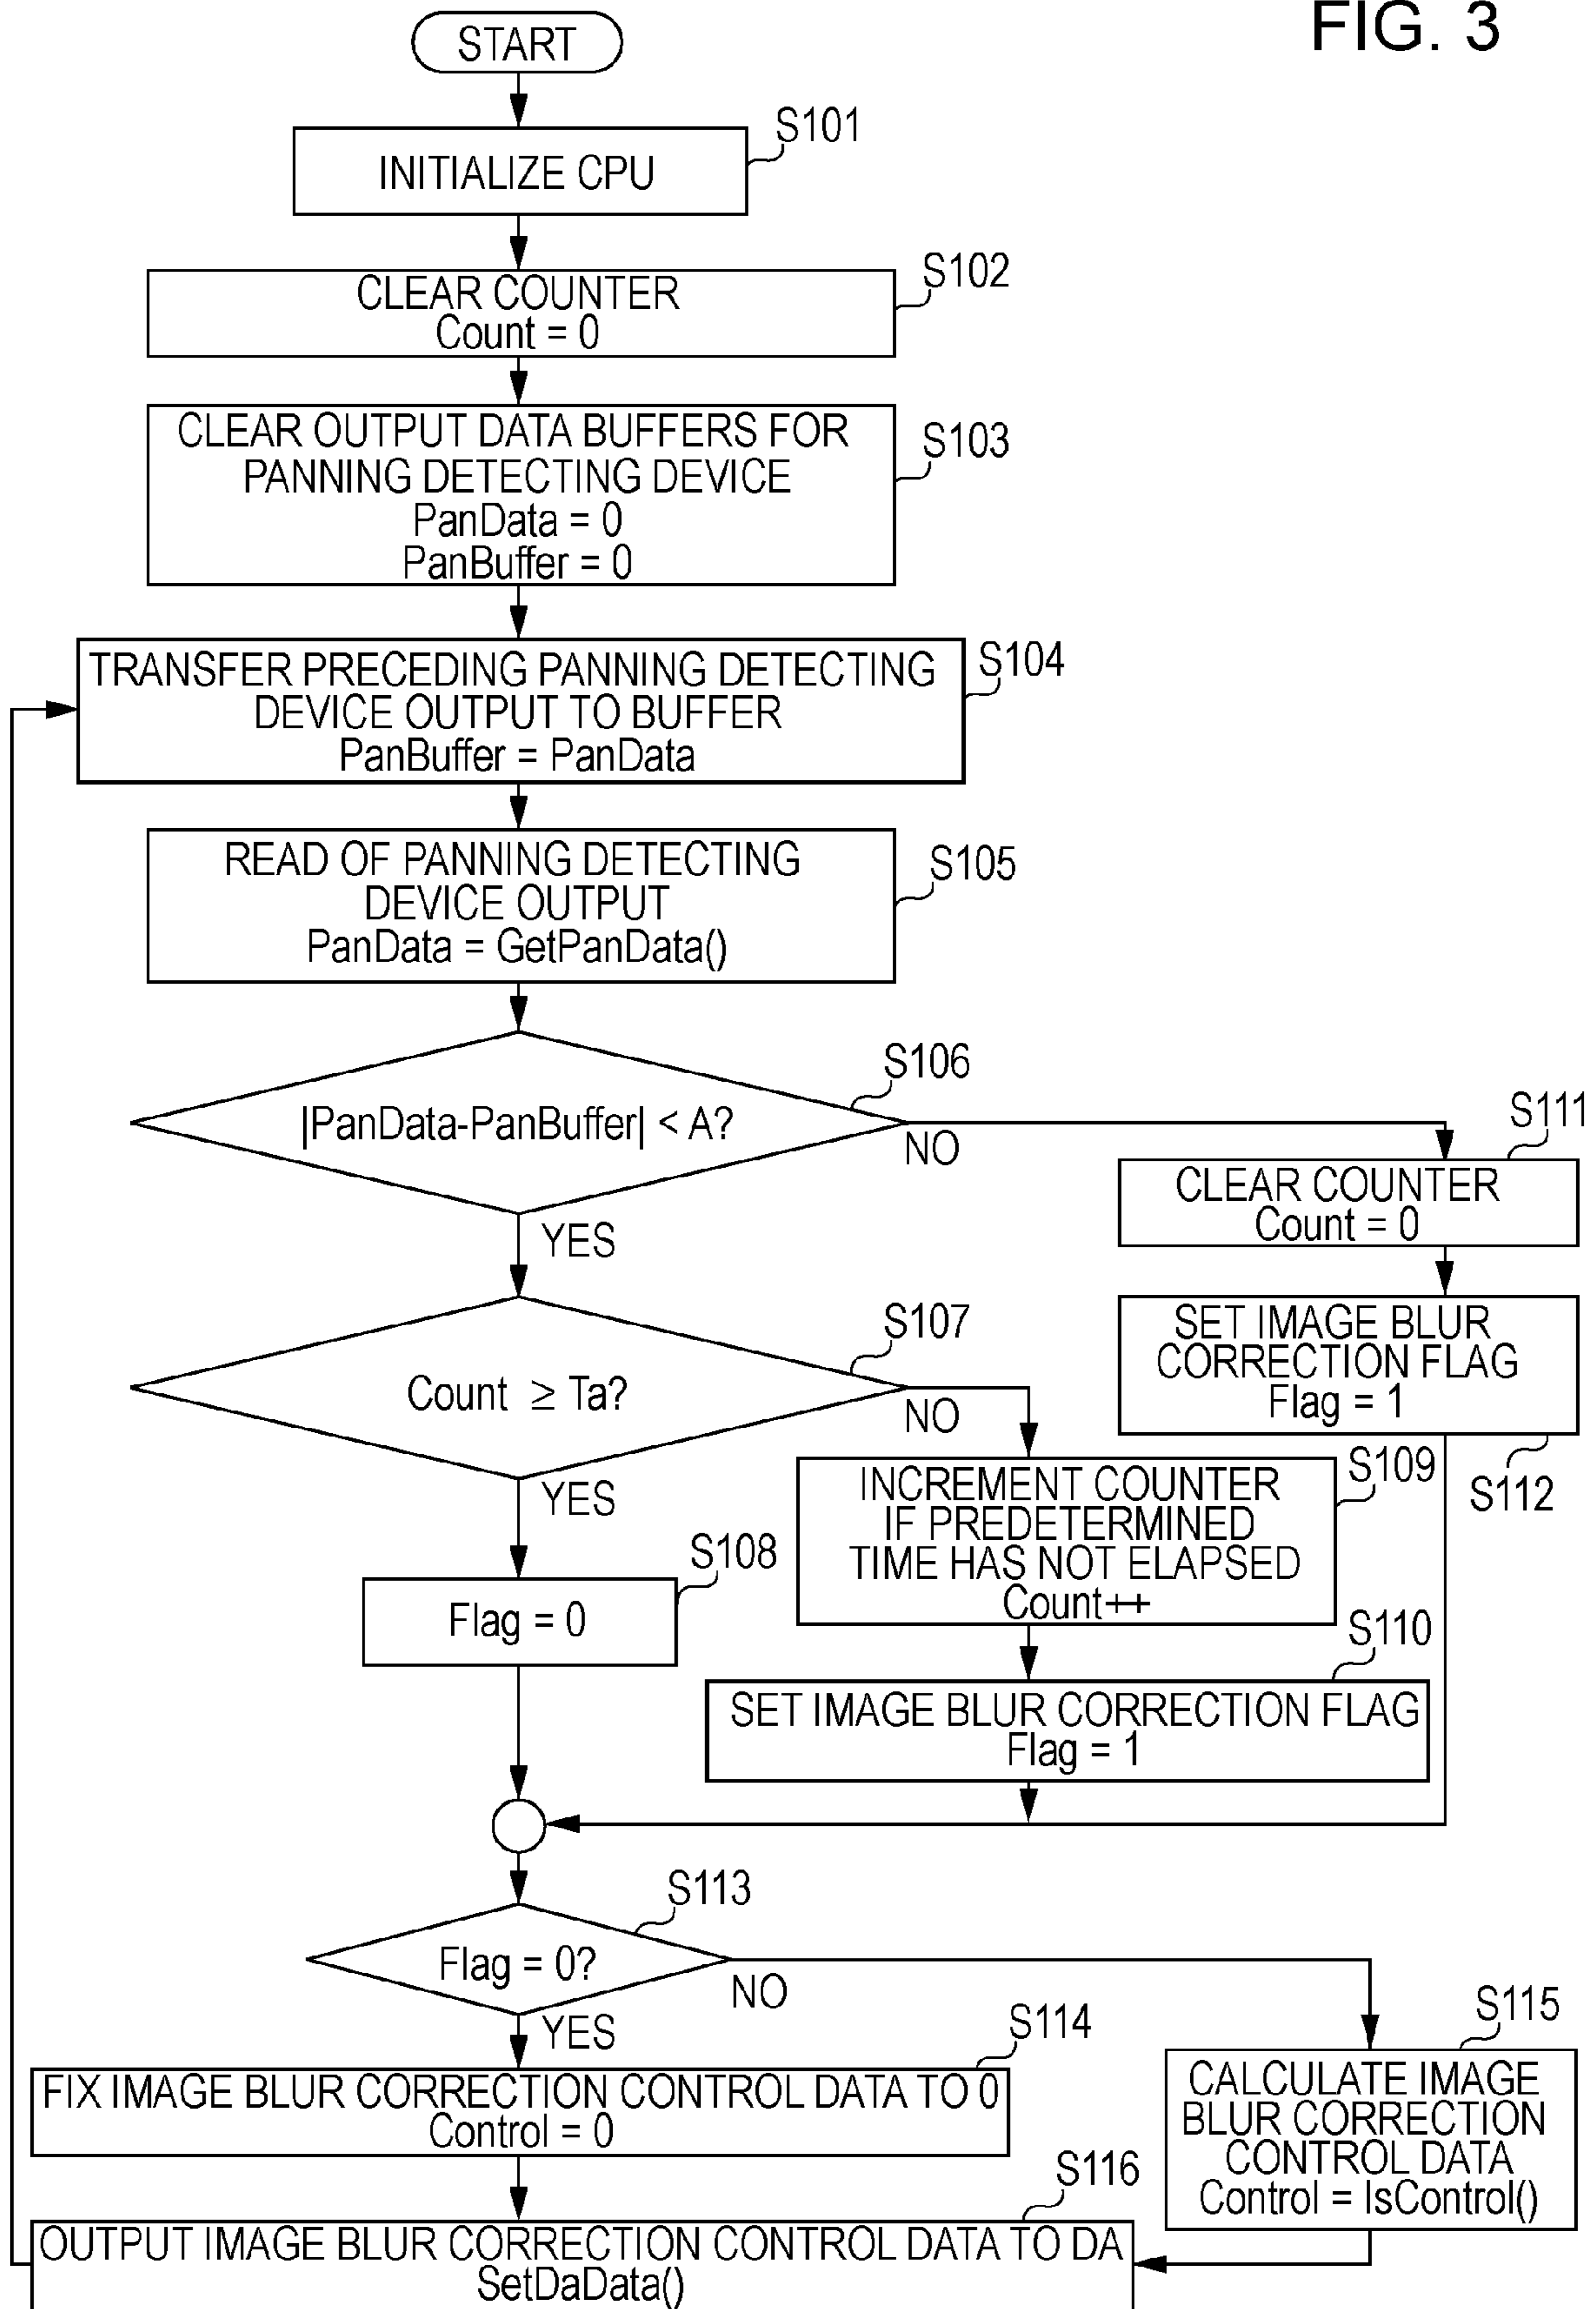 FIG. 3
START
S101
INITIALIZE CPU
S102
CLEAR COUNTER
Count = 0
S103
CLEAR OUTPUT DATA BUFFERS FOR
PANNING DETECTING DEVICE
PanData = 0
PanBuffer = 0
S104
TRANSFER PRECEDING PANNING DETECTING
DEVICE OUTPUT TO BUFFER
PanBuffer = PanData
S105
READ OF PANNING DETECTING
DEVICE OUTPUT
PanData = GetPanData()
S106
|PanData-PanBuffer| < A?
NO
YES
S111
CLEAR COUNTER
Count = 0
S107
Count ≥ Ta?
NO
YES
SET IMAGE BLUR
CORRECTION FLAG
Flag = 1
S112
S109
INCREMENT COUNTER
IF PREDETERMINED
TIME HAS NOT ELAPSED
Count++
S108
Flag = 0
S110
SET IMAGE BLUR CORRECTION FLAG
Flag = 1
S113
Flag = 0?
NO
YES
S114
FIX IMAGE BLUR CORRECTION CONTROL DATA TO 0
Control = 0
S115
CALCULATE IMAGE
BLUR CORRECTION
CONTROL DATA
Control = IsControl()
S116
OUTPUT IMAGE BLUR CORRECTION CONTROL DATA TO DA
SetDaData()